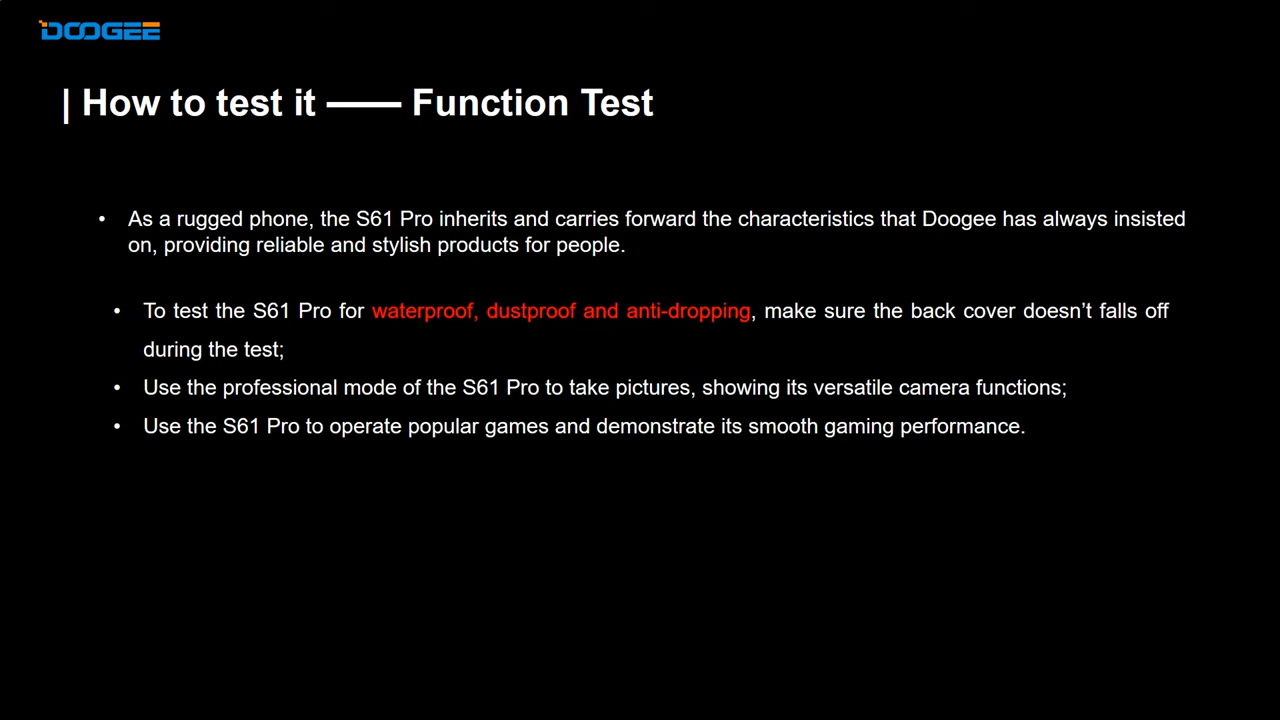 DOOGEE
| How to test it —— Function Test
• As a rugged phone, the S61 Pro inherits and carries forward the characteristics that Doogee has always insisted
on, providing reliable and stylish products for people.
• To test the S61 Pro for waterproof, dustproof and anti-dropping, make sure the back cover doesn’t falls off
during the test;
• Use the professional mode of the S61 Pro to take pictures, showing its versatile camera functions;
• Use the S61 Pro to operate popular games and demonstrate its smooth gaming performance.